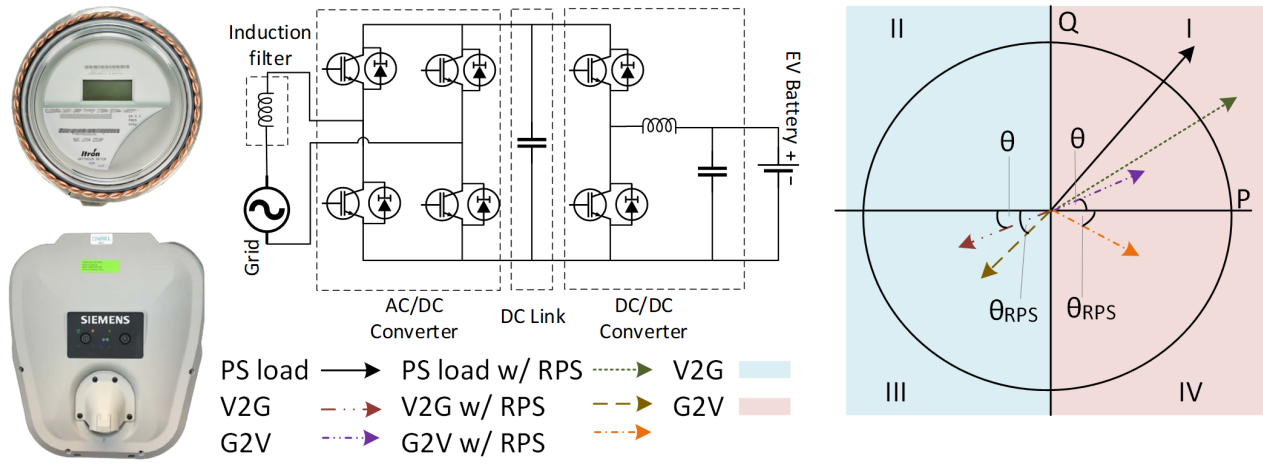 Itron
SIEMENS
Induction
filter
Grid
EV Battery
+
−
AC/DC
Converter
DC Link
DC/DC
Converter
PS load
PS load w/ RPS
V2G
V2G
V2G w/ RPS
G2V
G2V
G2V w/ RPS
II
Q
I
θ
θ
P
θRPS
θRPS
III
IV